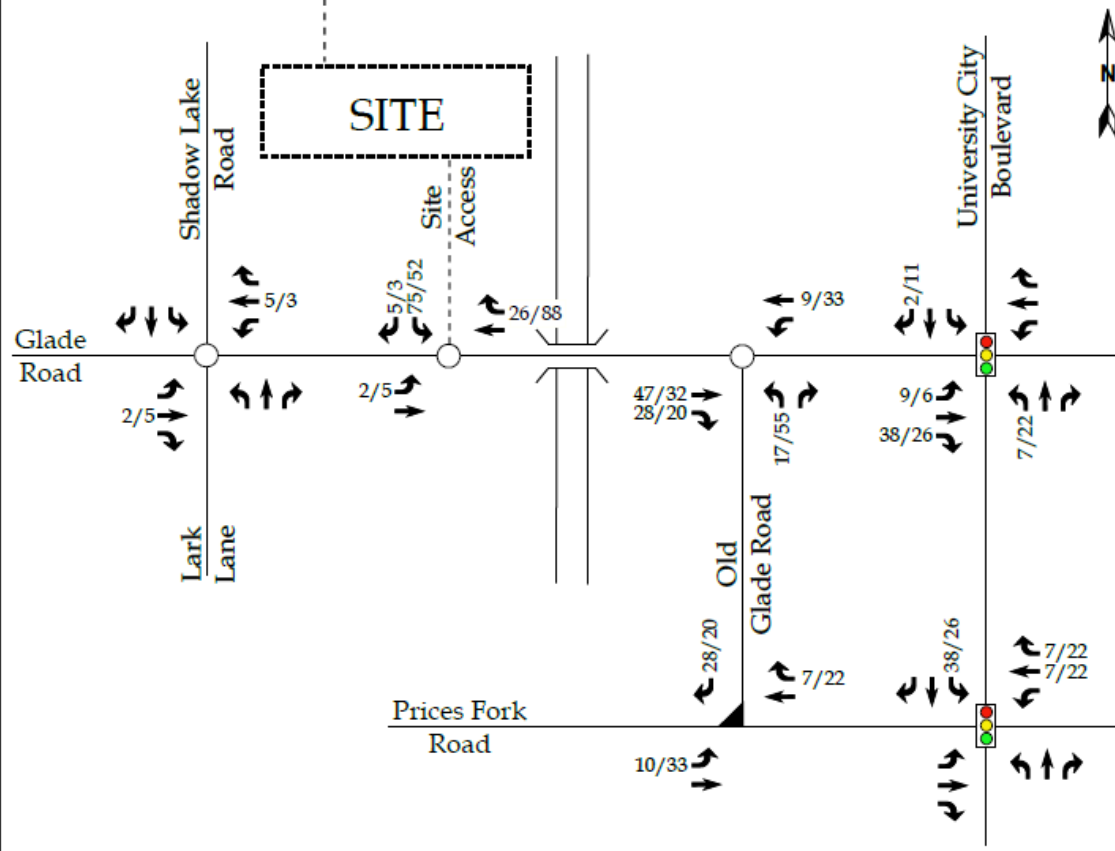 SITE
Shadow Lake
Road
Site
Access
University City
Boulevard
N
5/3
5/3
75/52
26/88
9/33
2/11
Glade
Road
2/5
2/5
47/32
28/20
17/55
9/6
38/26
7/22
Lark
Lane
Old
Glade Road
28/20
7/22
38/26
7/22
7/22
Prices Fork
Road
10/33